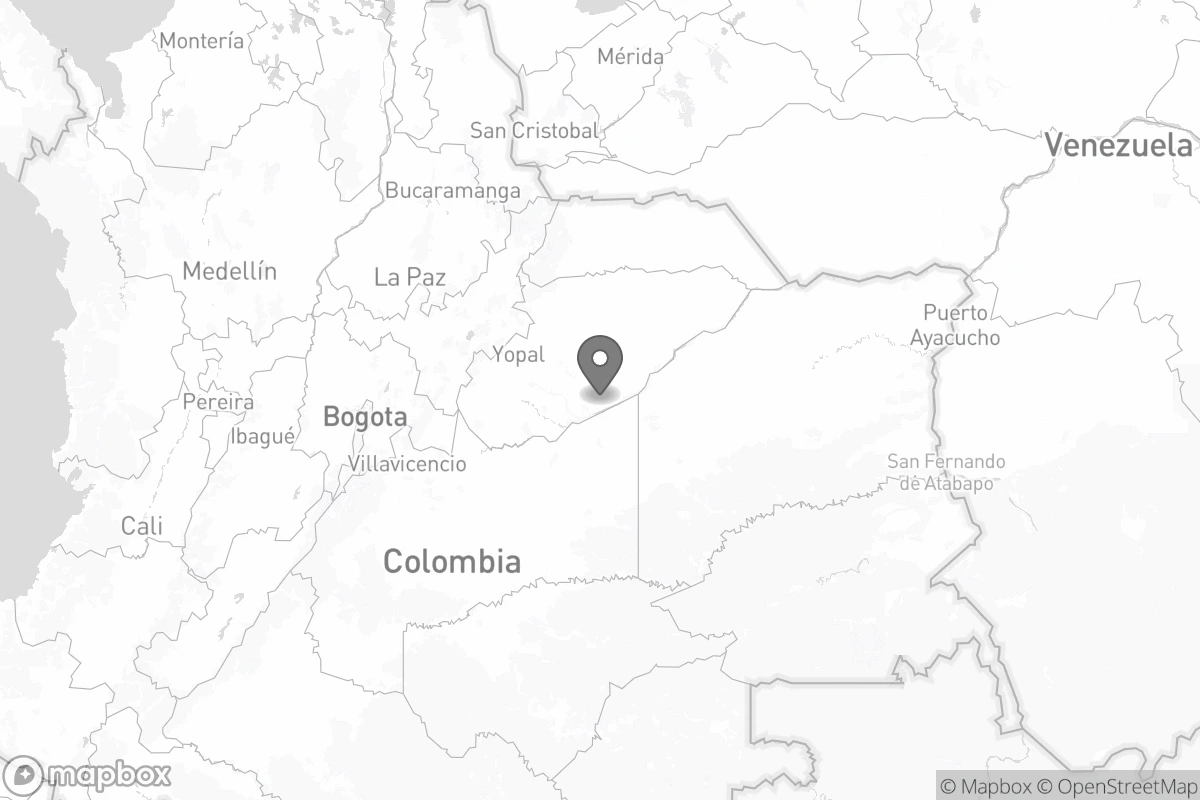 Montería
Mérida
San Cristobal
Venezuela
Bucaramanga
Medellín
La Paz
Puerto
Ayacucho
Yopal
Pereira
Bogota
Ibagué
Villavicencio
San Fernando
de Atabapo
Cali
Colombia
mapbox
© Mapbox © OpenStreetMap